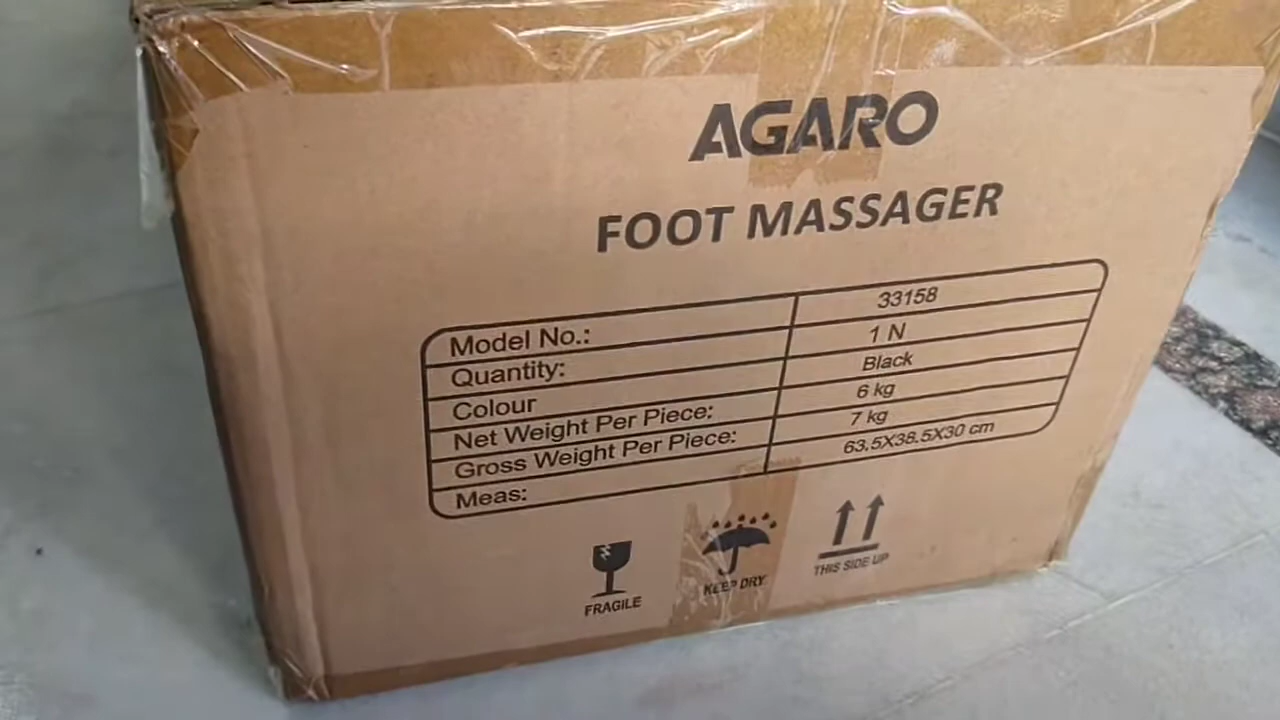 AGARO
FOOT MASSAGER
Model No.: 33158
Quantity: 1 N
Colour Black
Net Weight Per Piece: 6 kg
Gross Weight Per Piece: 7 kg
Meas: 63.5X38.5X30 cm
FRAGILE
KEEP DRY
THIS SIDE UP